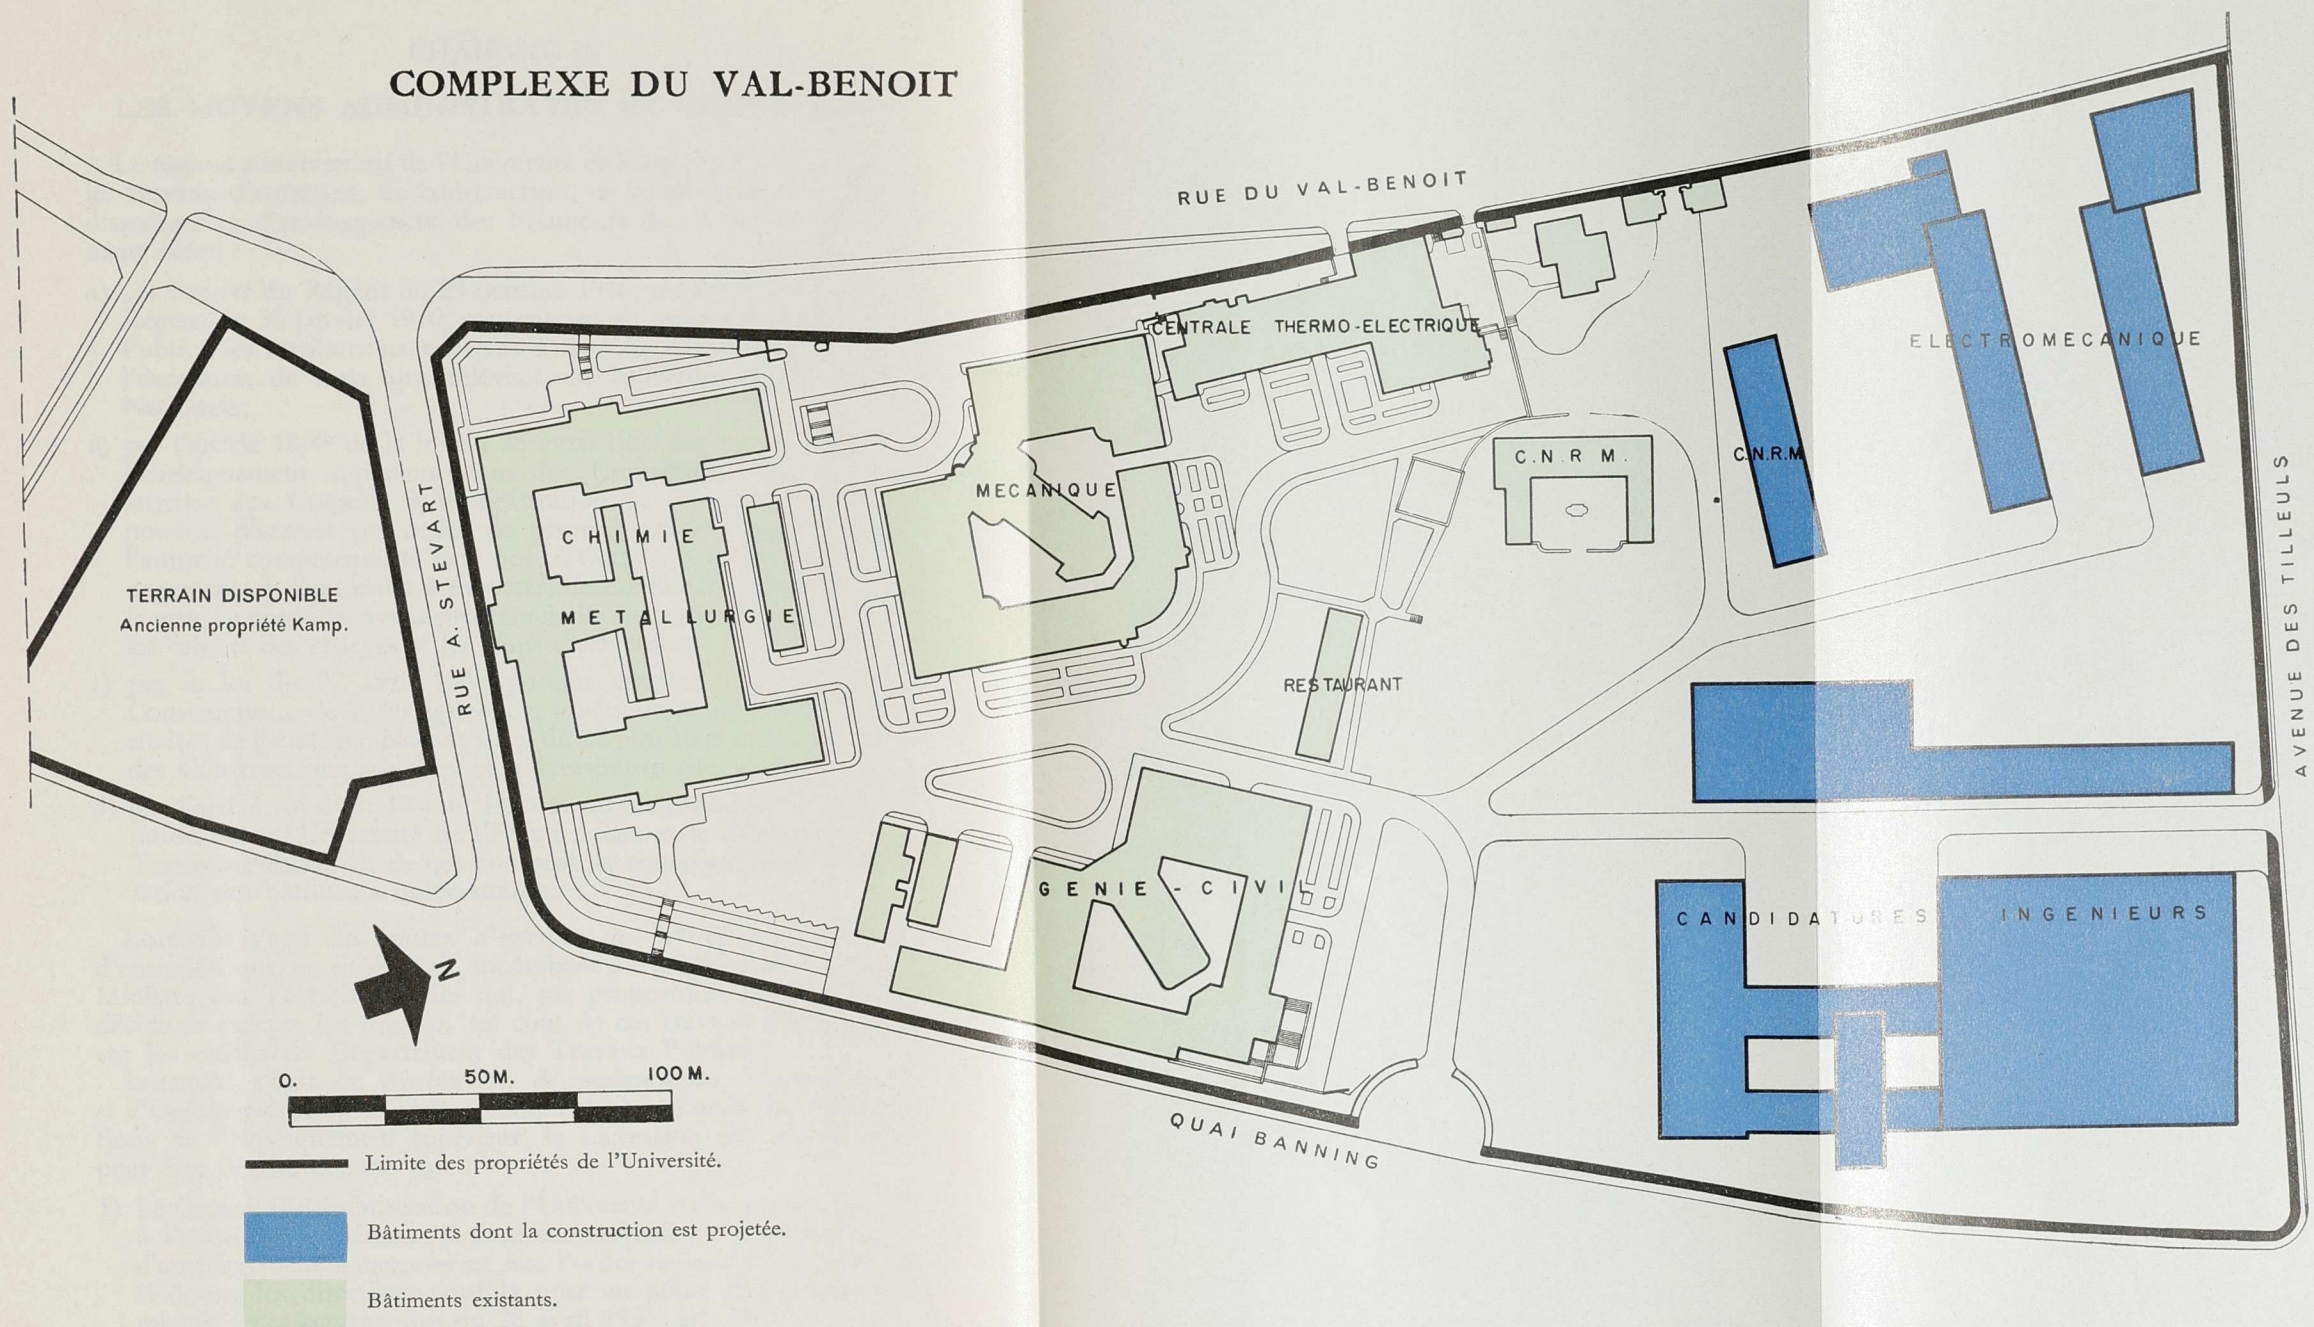 COMPLEXE DU VAL-BENOIT
RUE DU VAL-BENOIT
CENTRALE THERMO-ELECTRIQUE
ELECTROMECANIQUE
C.N.R.M.
C.N.R.M
MECANIQUE
CHIMIE
METALLURGIE
TERRAIN DISPONIBLE
Ancienne propriété Kamp.
RUE A. STEVART
RESTAURANT
AVENUE DES TILLEULS
GENIE-CIVIL
CANDIDATURES INGENIEURS
N
QUAI BANNING
0. 50M. 100M.
Limite des propriétés de l'Université.
Bâtiments dont la construction est projetée.
Bâtiments existants.